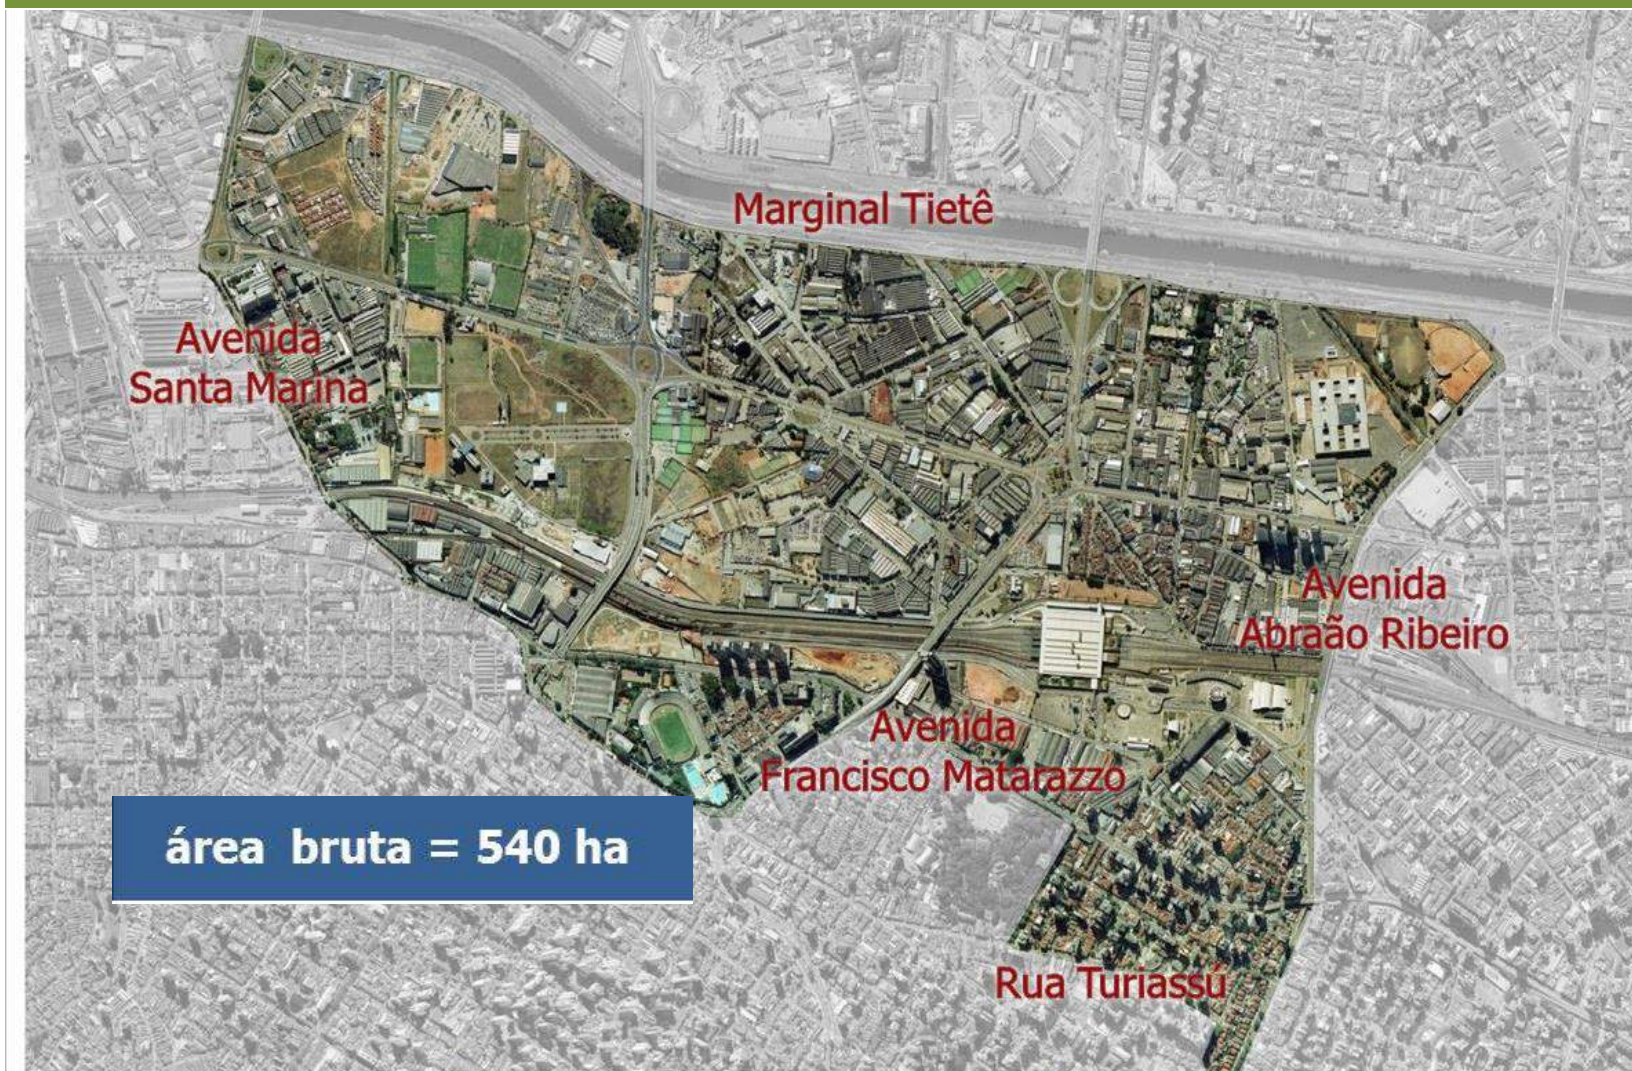 Marginal Tietê
Avenida
Santa Marina
Avenida
Abraão Ribeiro
Avenida
Francisco Matarazzo
área bruta = 540 ha
Rua Turiassú